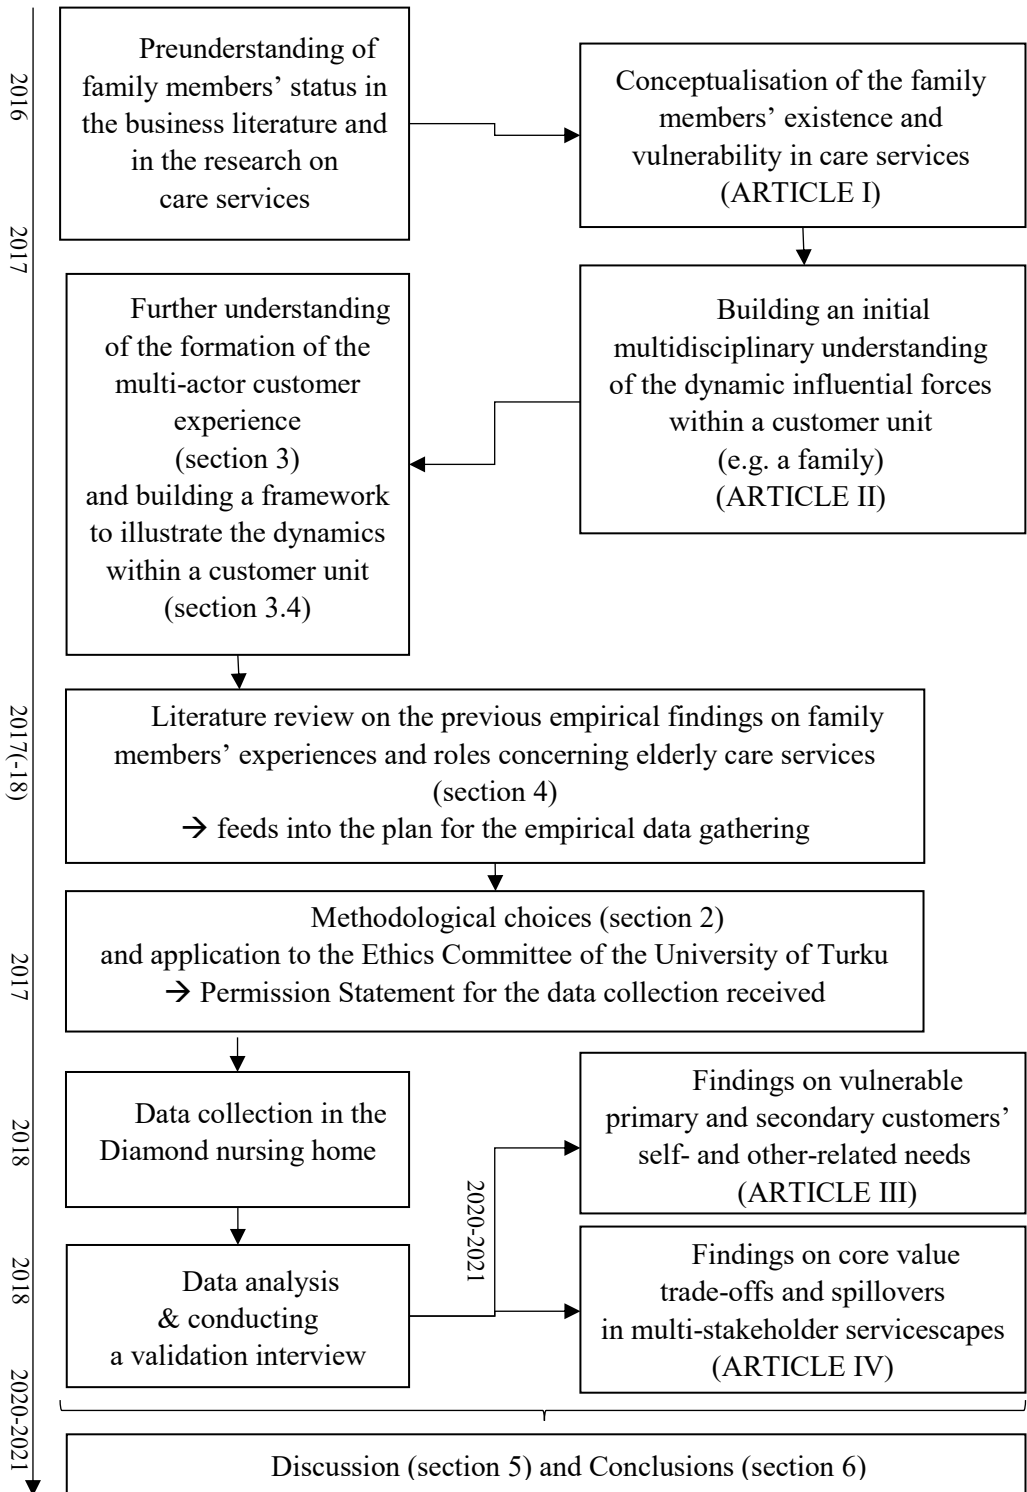 2016
Preunderstanding of
family members’ status in
the business literature and
in the research on
care services
Conceptualisation of the family
members’ existence and
vulnerability in care services
(ARTICLE I)
2017
Further understanding
of the formation of the
multi-actor customer
experience
(section 3)
and building a framework
to illustrate the dynamics
within a customer unit
(section 3.4)
Building an initial
multidisciplinary understanding
of the dynamic influential forces
within a customer unit
(e.g. a family)
(ARTICLE II)
2017(-18)
Literature review on the previous empirical findings on family
members’ experiences and roles concerning elderly care services
(section 4)
→ feeds into the plan for the empirical data gathering
2017
Methodological choices (section 2)
and application to the Ethics Committee of the University of Turku
→ Permission Statement for the data collection received
2018
Data collection in the
Diamond nursing home
2018
Data analysis
& conducting
a validation interview
2020-2021
Findings on vulnerable
primary and secondary customers’
self- and other-related needs
(ARTICLE III)
Findings on core value
trade-offs and spillovers
in multi-stakeholder servicescapes
(ARTICLE IV)
2020-2021
Discussion (section 5) and Conclusions (section 6)